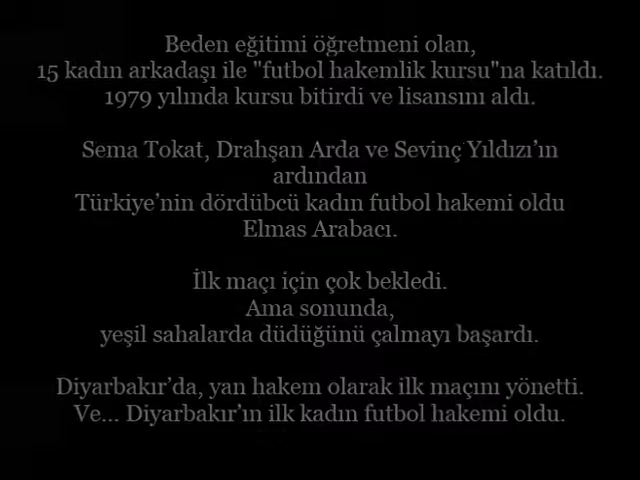 Beden eğitimi öğretmeni olan,
15 kadın arkadaşı ile "futbol hakemlik kursu"na katıldı.
1979 yılında kursu bitirdi ve lisansını aldı.
Sema Tokat, Drahşan Arda ve Sevinç Yıldızı’ın
ardından
Türkiye’nin dördübcü kadın futbol hakemi oldu
Elmas Arabacı.
İlk maçı için çok bekledi.
Ama sonunda,
yeşil sahalarda düdüğünü çalmayı başardı.
Diyarbakır’da, yan hakem olarak ilk maçını yönetti.
Ve... Diyarbakır’ın ilk kadın futbol hakemi oldu.